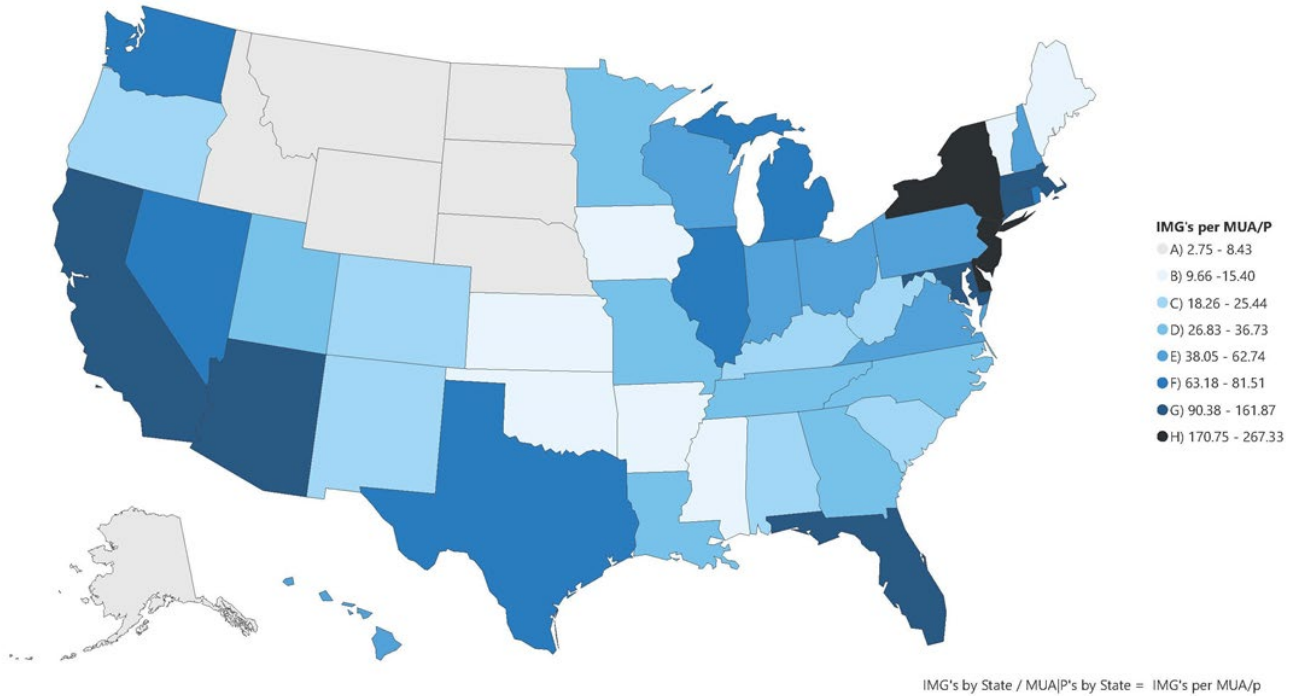 IMG's per MUA/P
A) 2.75 - 8.43
B) 9.66 -15.40
C) 18.26 - 25.44
D) 26.83 - 36.73
E) 38.05 - 62.74
F) 63.18 - 81.51
G) 90.38 - 161.87
H) 170.75 - 267.33
IMG's by State / MUA|P's by State = IMG's per MUA/p